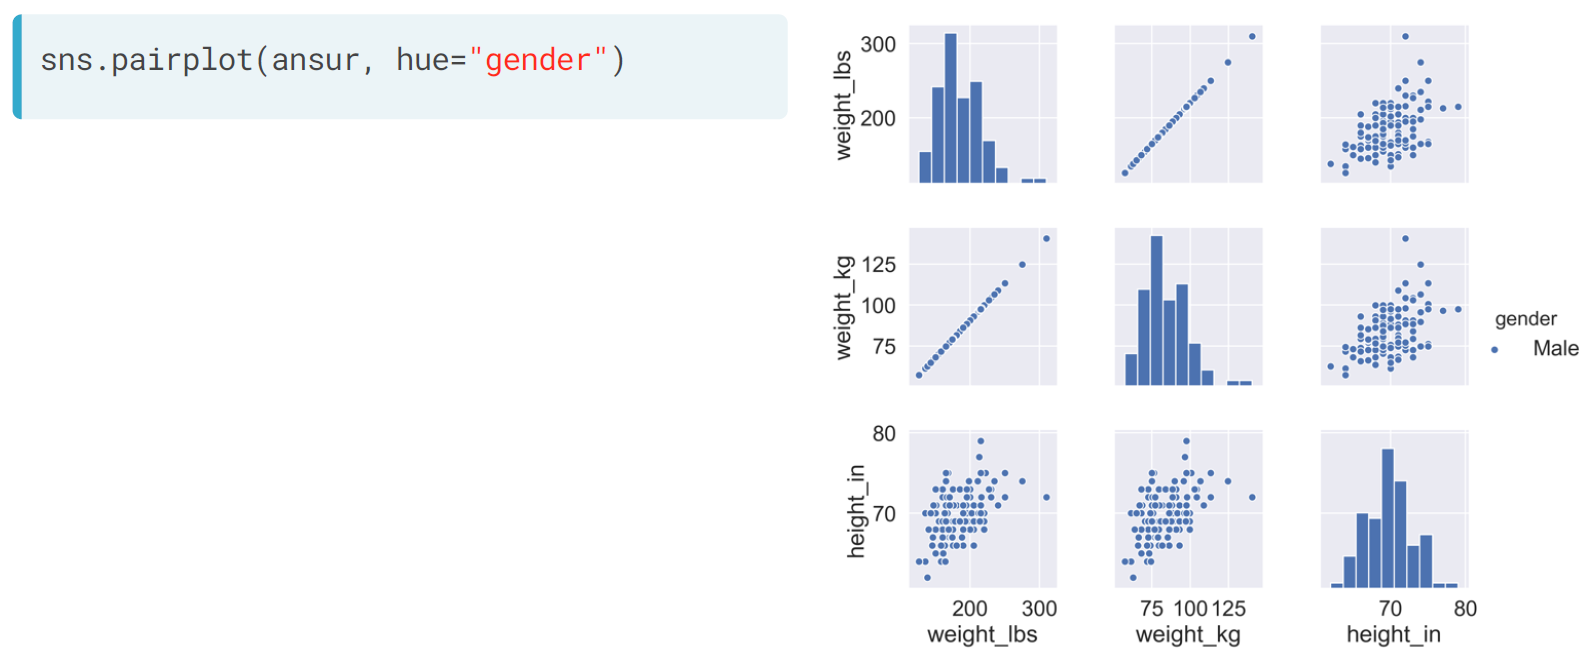 sns.pairplot(ansur, hue="gender")
300
200
weight_lbs
125
100
75
weight_kg
gender
Male
80
70
height_in
200 300
75 100 125
70 80
weight_lbs
weight_kg
height_in